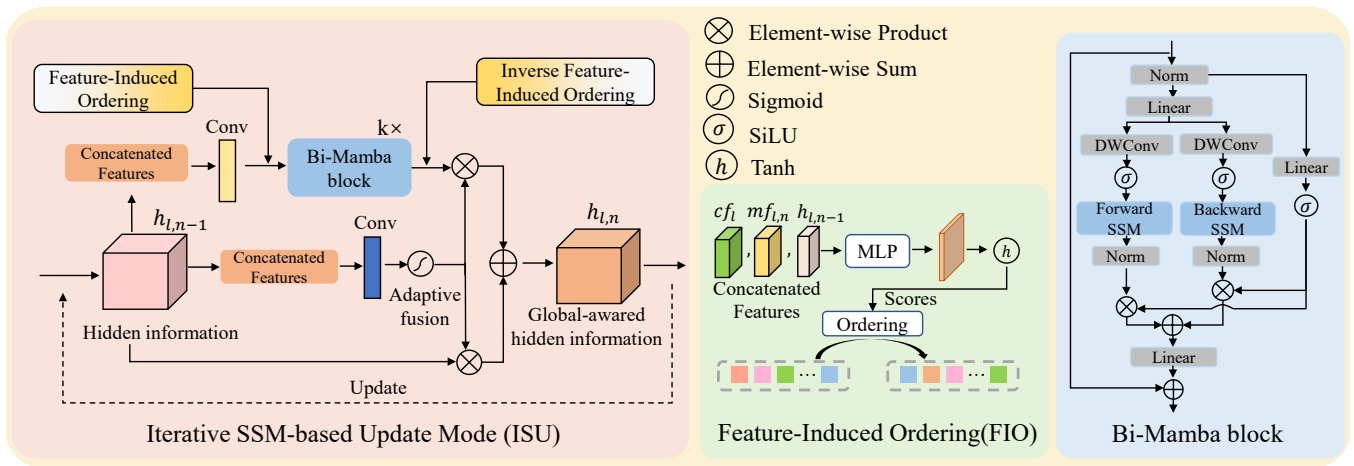 Feature-Induced
Ordering
Inverse Feature-
Induced Ordering
Conv
k×
Concatenated
Features
Bi-Mamba
block
h_{l,n-1}
Conv
Concatenated
Features
Adaptive
fusion
h_{l,n}
Hidden information
Global-awared
hidden information
Update
Iterative SSM-based Update Mode (ISU)
Element-wise Product
Element-wise Sum
Sigmoid
σ SiLU
h Tanh
cf_l mf_{l,n} h_{l,n-1}
, ,
MLP
h
Concatenated
Features
Scores
Ordering
··· ···
Feature-Induced Ordering(FIO)
Norm
Linear
DWConv DWConv
Linear
σ σ
σ
Forward
SSM
Backward
SSM
Norm Norm
Linear
Bi-Mamba block